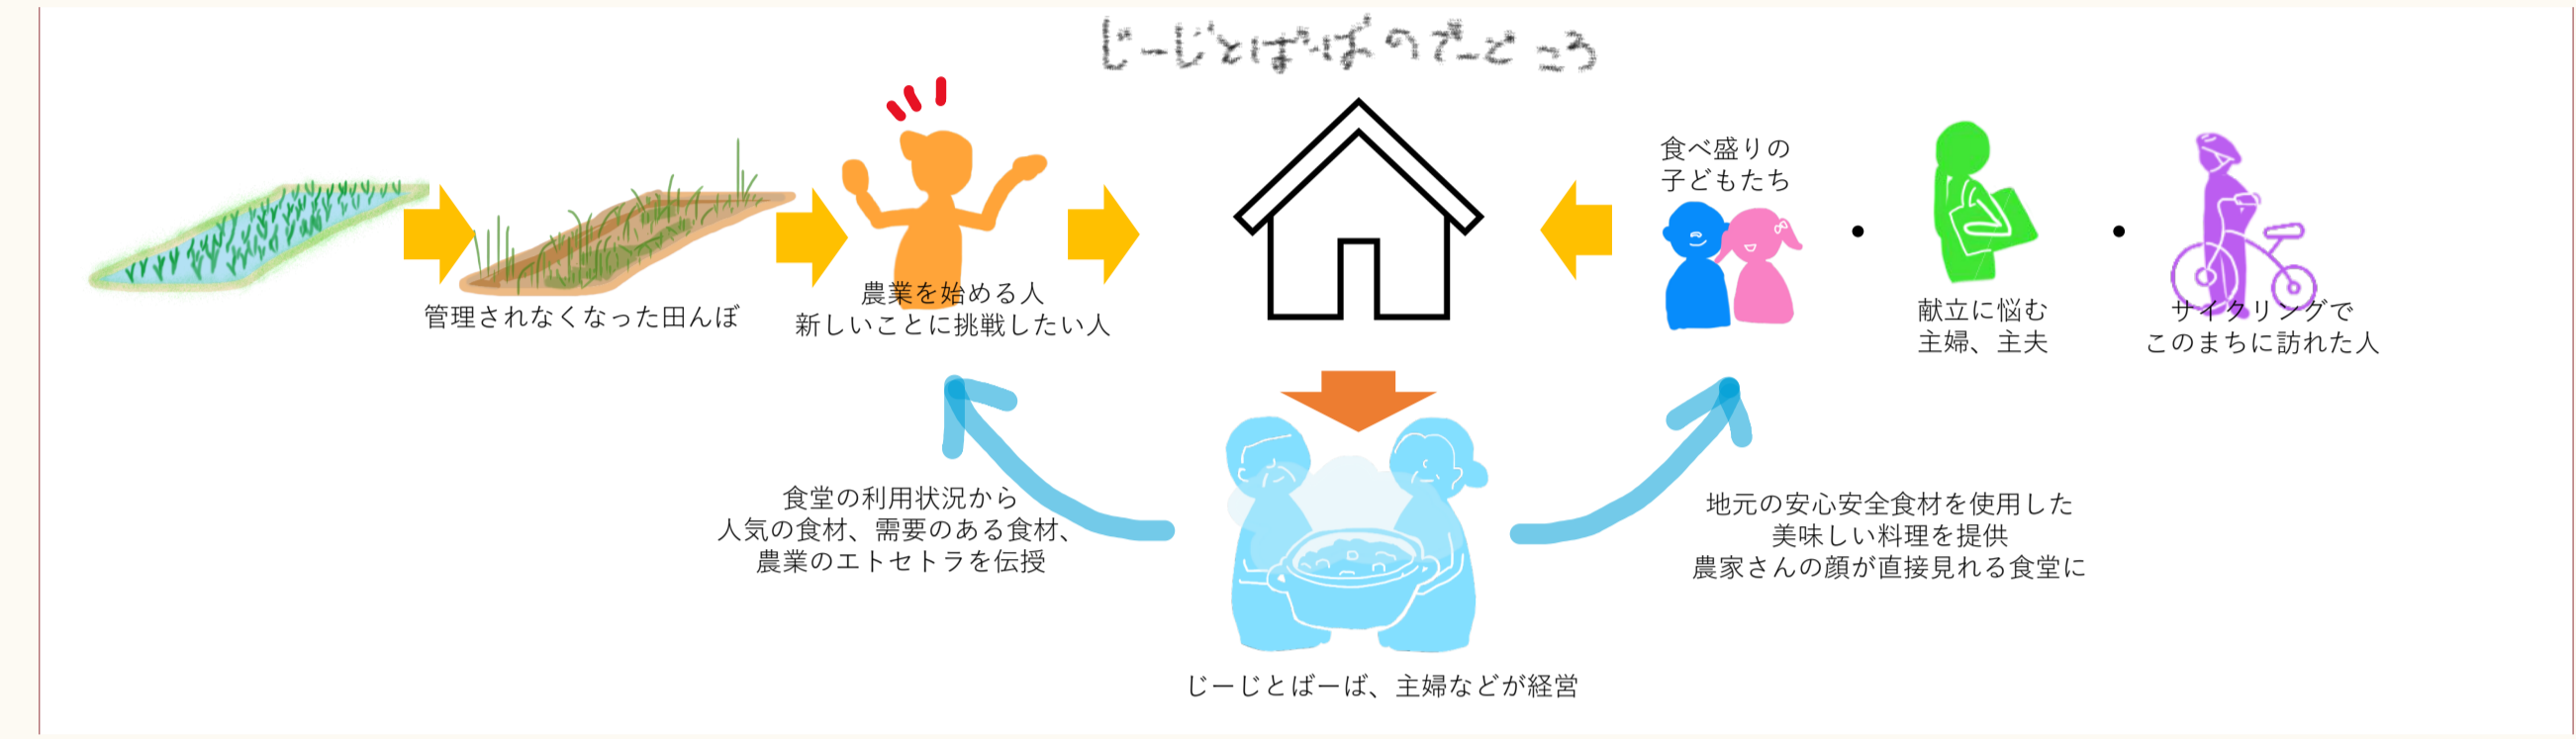 じーじとばーばのでーどころ
食べ盛りの
子どもたち
管理されなくなった田んぼ
農業を始める人
新しいことに挑戦したい人
献立に悩む
主婦、主夫
サイクリングで
このまちに訪れた人
食堂の利用状況から
人気の食材、需要のある食材、
農業のエトセトラを伝授
地元の安心安全食材を使用した
美味しい料理を提供
農家さんの顔が直接見れる食堂に
じーじとばーば、主婦などが経営